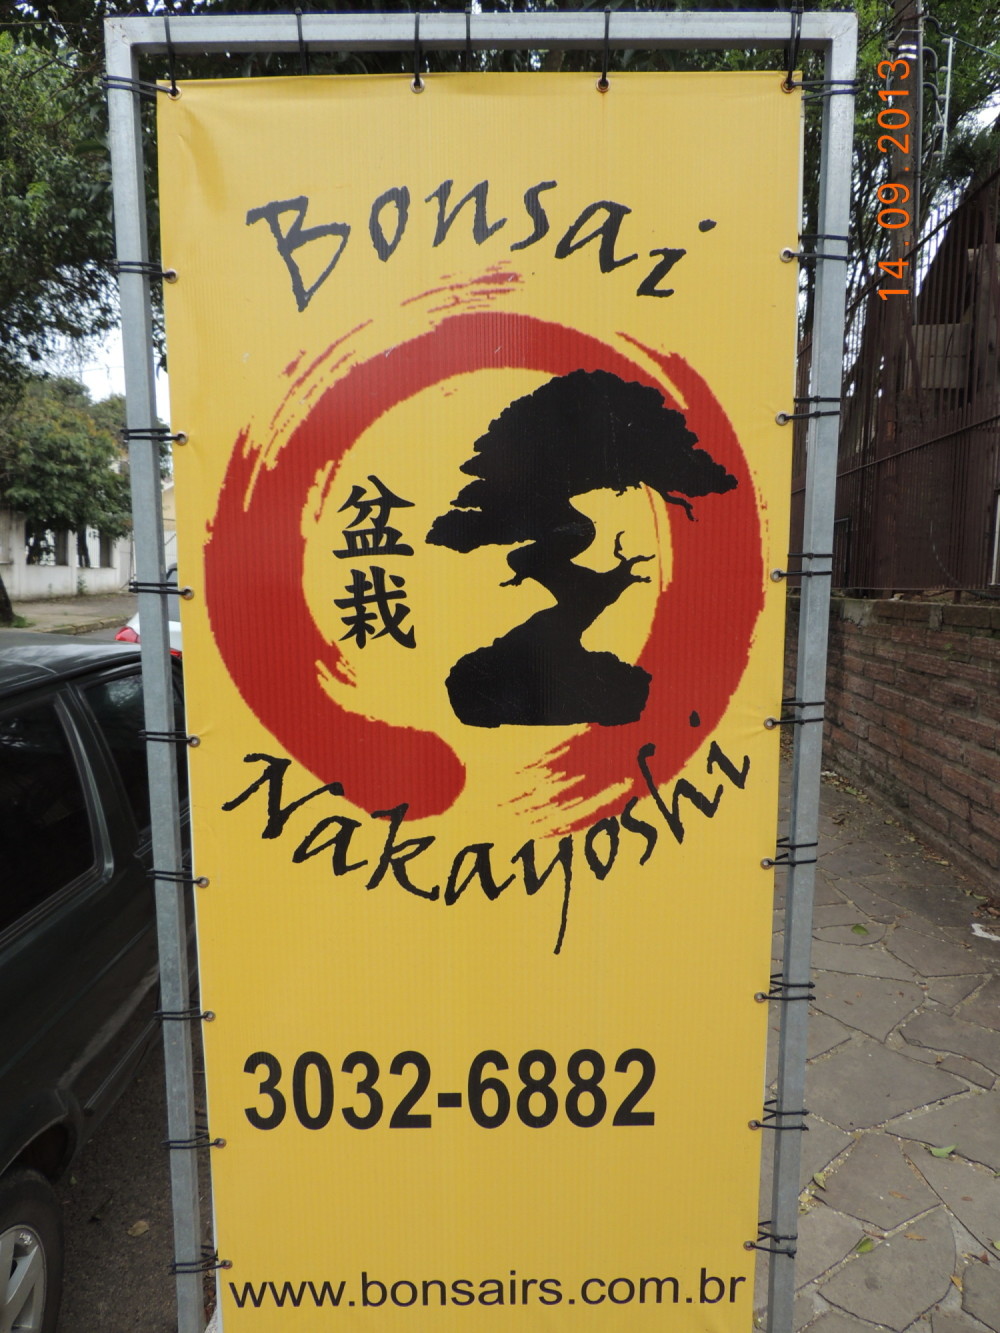 Bonsai
盆栽
Nakayoshi
3032-6882
www.bonsairs.com.br
14.09.2013